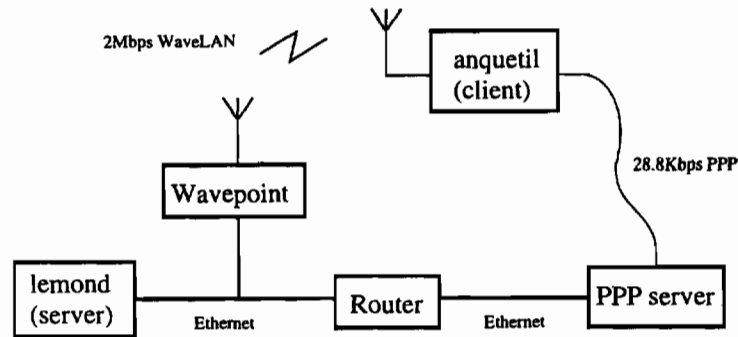 2Mbps WaveLAN
anquetil
(client)
28.8Kbps PPP
Wavepoint
lemond
(server)
Ethernet
Router
Ethernet
PPP server